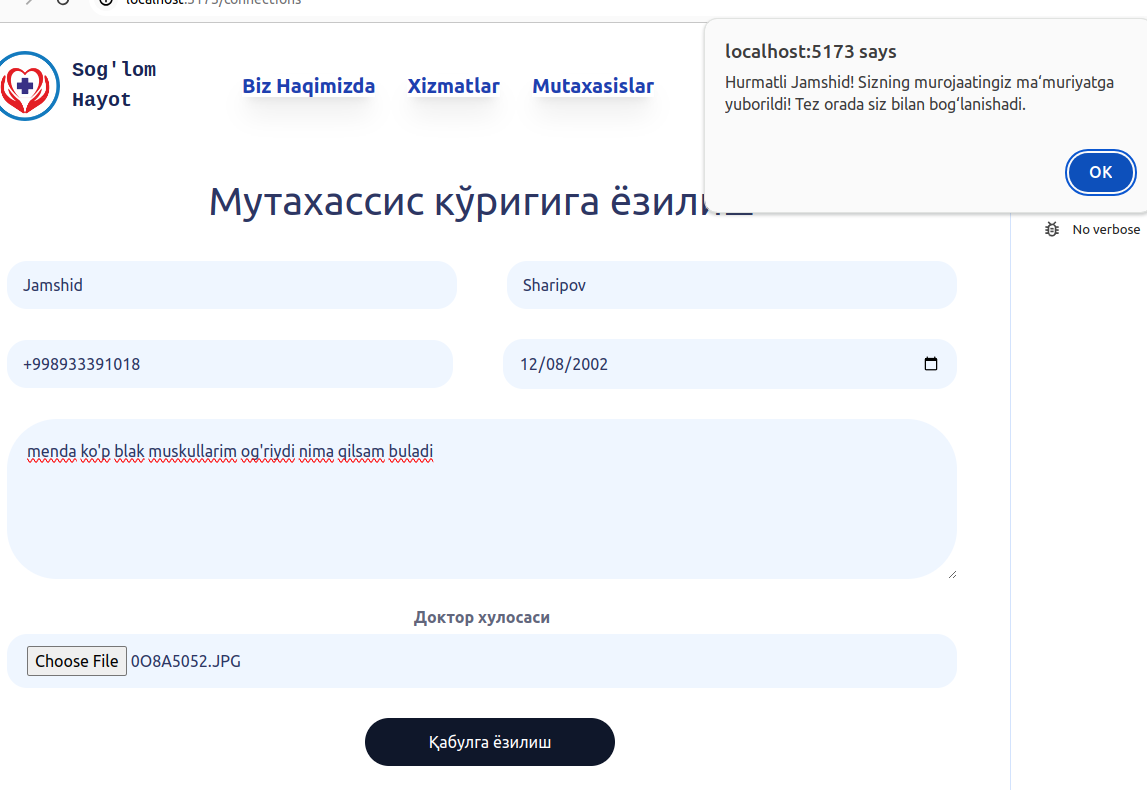 localhost:5173/connections
localhost:5173 says
Hurmatli Jamshid! Sizning murojaatingiz maʻmuriyatga
yuborildi! Tez orada siz bilan bogʻlanishadi.
OK
Sog'lom
Hayot
Biz Haqimizda
Xizmatlar
Mutaxasislar
No verbose
Мутахассис кўригига ёзилиш
Jamshid
Sharipov
+998933391018
12/08/2002
menda ko'p blak muskullarim og'riydi nima qilsam buladi
Доктор хулосаси
Choose File 0O8A5052.JPG
Қабулга ёзилиш